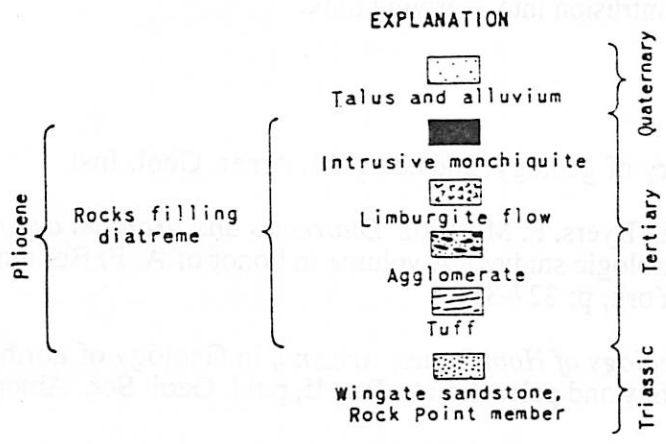 EXPLANATION
Talus and alluvium
Intrusive monchiquite
Limburgite flow
Agglomerate
Tuff
Wingate sandstone,
Rock Point member
Rocks filling
diatreme
Pliocene
Quaternary
Tertiary
Triassic